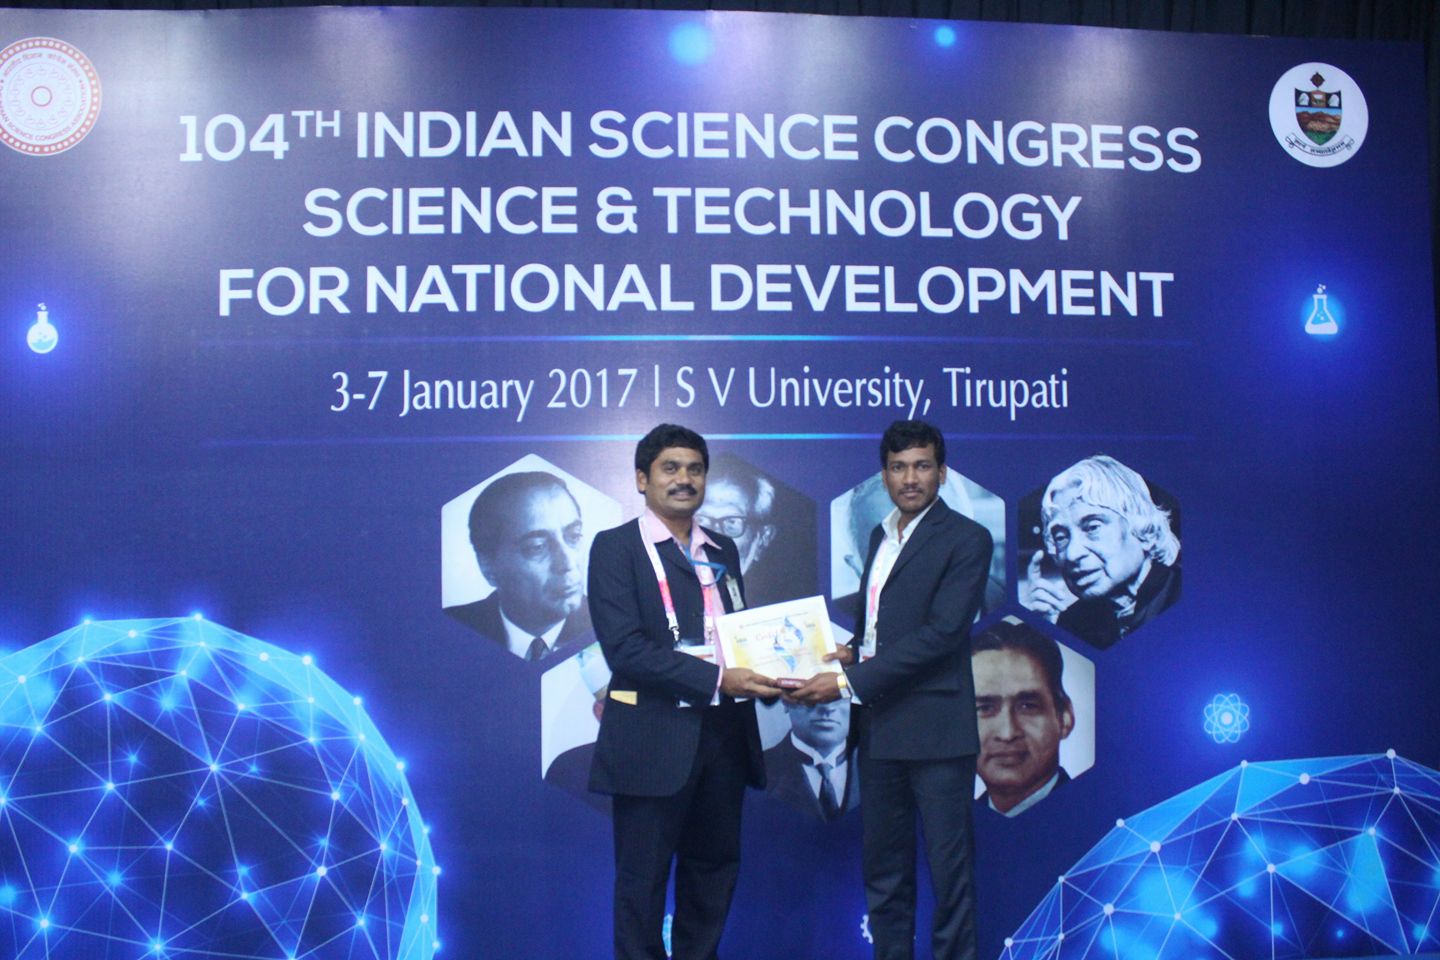 104TH INDIAN SCIENCE CONGRESS
SCIENCE & TECHNOLOGY
FOR NATIONAL DEVELOPMENT
3-7 January 2017 | S V University, Tirupati